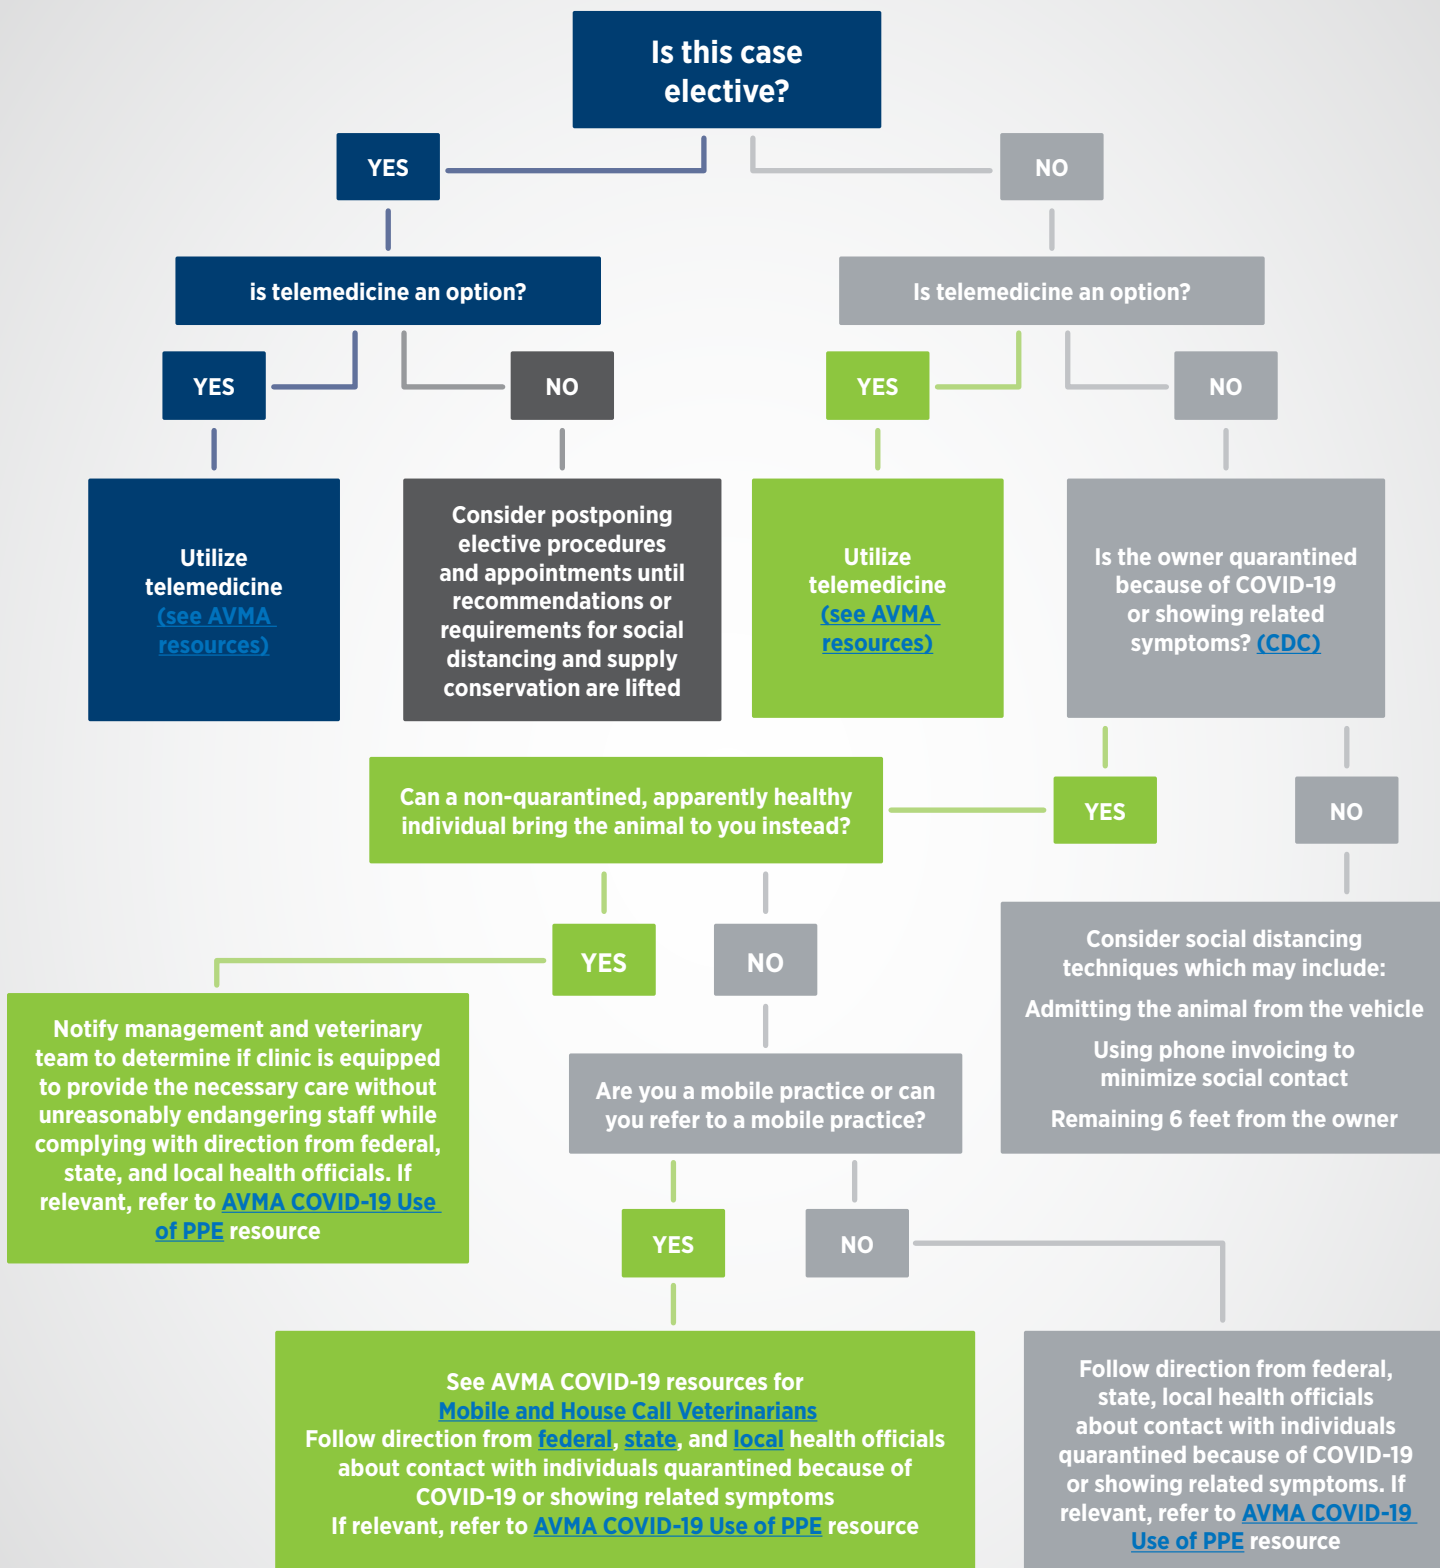 Is this case
elective?
YES
NO
is telemedicine an option?
Is telemedicine an option?
YES
NO
YES
NO
Utilize
telemedicine
(see AVMA
resources)
Consider postponing
elective procedures
and appointments until
recommendations or
requirements for social
distancing and supply
conservation are lifted
Utilize
telemedicine
(see AVMA
resources)
Is the owner quarantined
because of COVID-19
or showing related
symptoms? (CDC)
Can a non-quarantined, apparently healthy
individual bring the animal to you instead?
YES
NO
YES
NO
Consider social distancing
techniques which may include:
Admitting the animal from the vehicle
Using phone invoicing to
minimize social contact
Remaining 6 feet from the owner
Notify management and veterinary
team to determine if clinic is equipped
to provide the necessary care without
unreasonably endangering staff while
complying with direction from federal,
state, and local health officials. If
relevant, refer to AVMA COVID-19 Use
of PPE resource
Are you a mobile practice or can
you refer to a mobile practice?
YES
NO
See AVMA COVID-19 resources for
Mobile and House Call Veterinarians
Follow direction from federal, state, and local health officials
about contact with individuals quarantined because of
COVID-19 or showing related symptoms
If relevant, refer to AVMA COVID-19 Use of PPE resource
Follow direction from federal,
state, local health officials
about contact with individuals
quarantined because of COVID-19
or showing related symptoms. If
relevant, refer to AVMA COVID-19
Use of PPE resource